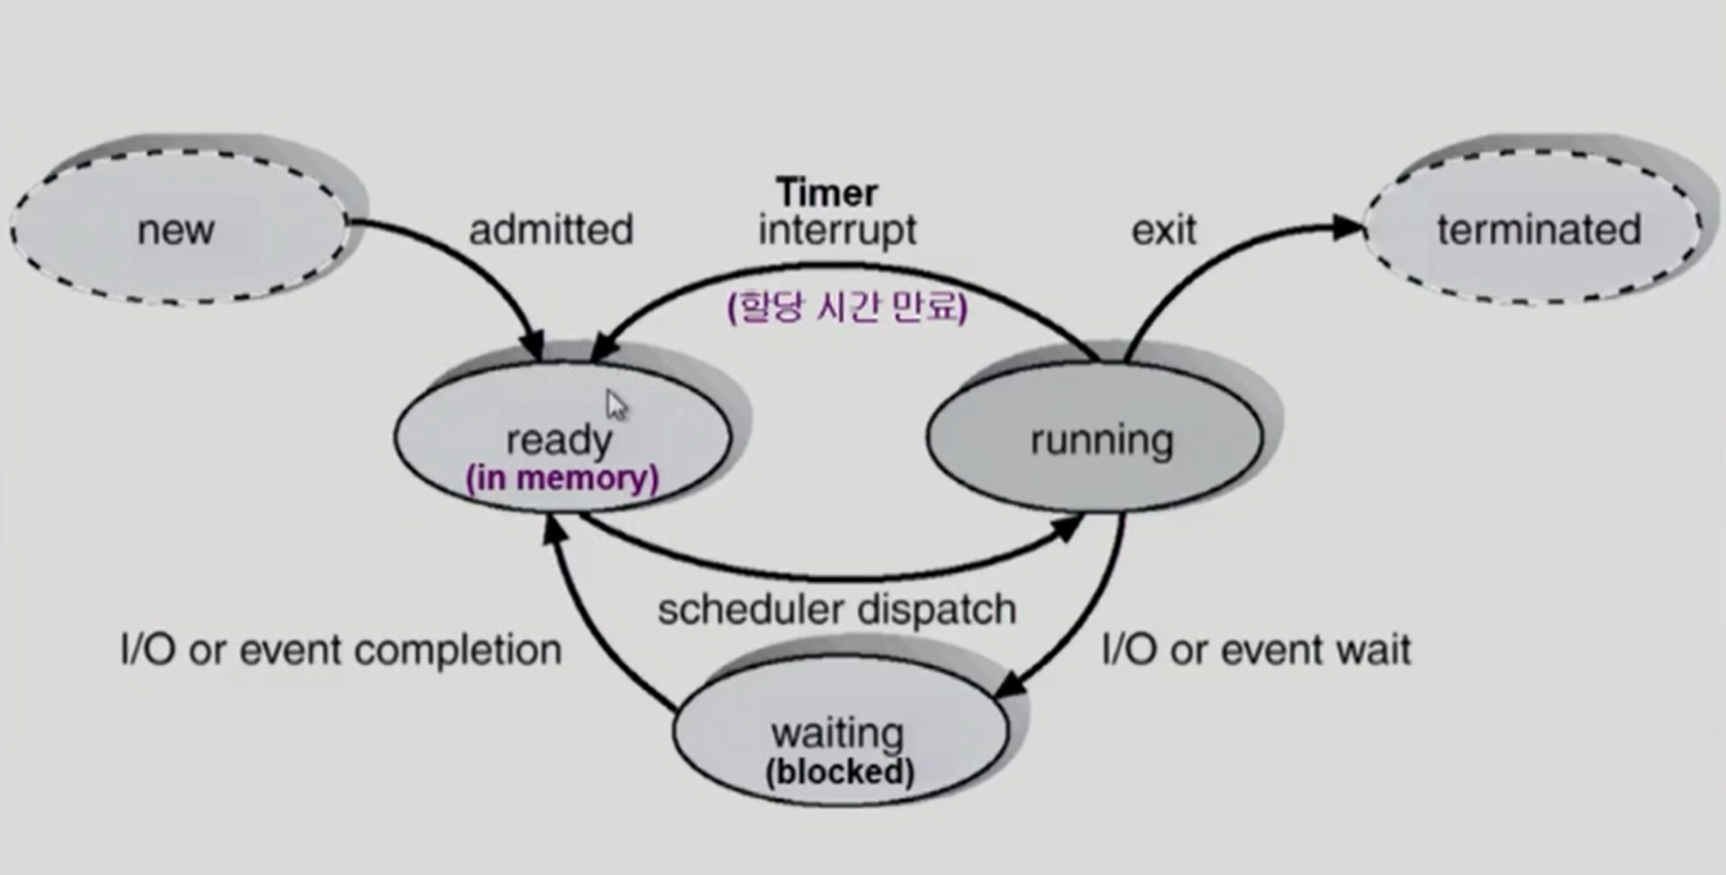 new
admitted
Timer
interrupt
(할당 시간 만료)
exit
terminated
ready
(in memory)
running
scheduler dispatch
I/O or event completion
I/O or event wait
waiting
(blocked)